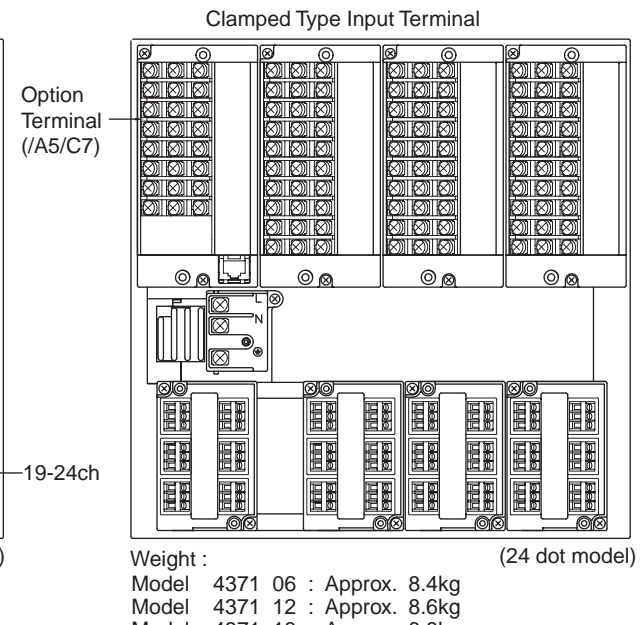 Clamped Type Input Terminal
Option
Terminal
(/A5/C7)
L
N
19-24ch
)
(24 dot model)
Weight :
Model 4371 06 : Approx. 8.4kg
Model 4371 12 : Approx. 8.6kg